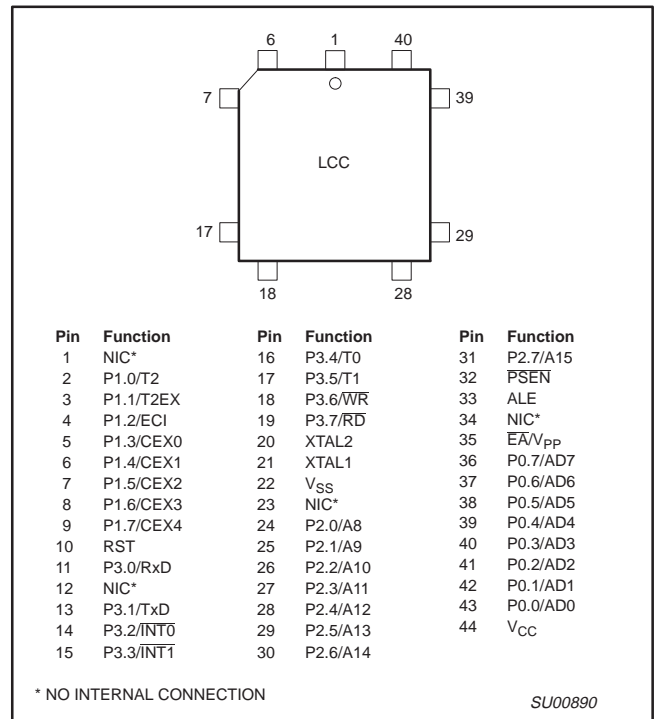 6 1 40
7 39
LCC
17 29
18 28
Pin Function Pin Function Pin Function
1 NIC* 16 P3.4/T0 31 P2.7/A15
2 P1.0/T2 17 P3.5/T1 32 P̅S̅E̅N̅
3 P1.1/T2EX 18 P3.6/W̅R̅ 33 ALE
4 P1.2/ECI 19 P3.7/R̅D̅ 34 NIC*
5 P1.3/CEX0 20 XTAL2 35 E̅A̅/VPP
6 P1.4/CEX1 21 XTAL1 36 P0.7/AD7
7 P1.5/CEX2 22 VSS 37 P0.6/AD6
8 P1.6/CEX3 23 NIC* 38 P0.5/AD5
9 P1.7/CEX4 24 P2.0/A8 39 P0.4/AD4
10 RST 25 P2.1/A9 40 P0.3/AD3
11 P3.0/RxD 26 P2.2/A10 41 P0.2/AD2
12 NIC* 27 P2.3/A11 42 P0.1/AD1
13 P3.1/TxD 28 P2.4/A12 43 P0.0/AD0
14 P3.2/I̅N̅T̅0̅ 29 P2.5/A13 44 VCC
15 P3.3/I̅N̅T̅1̅ 30 P2.6/A14
* NO INTERNAL CONNECTION
SU00890